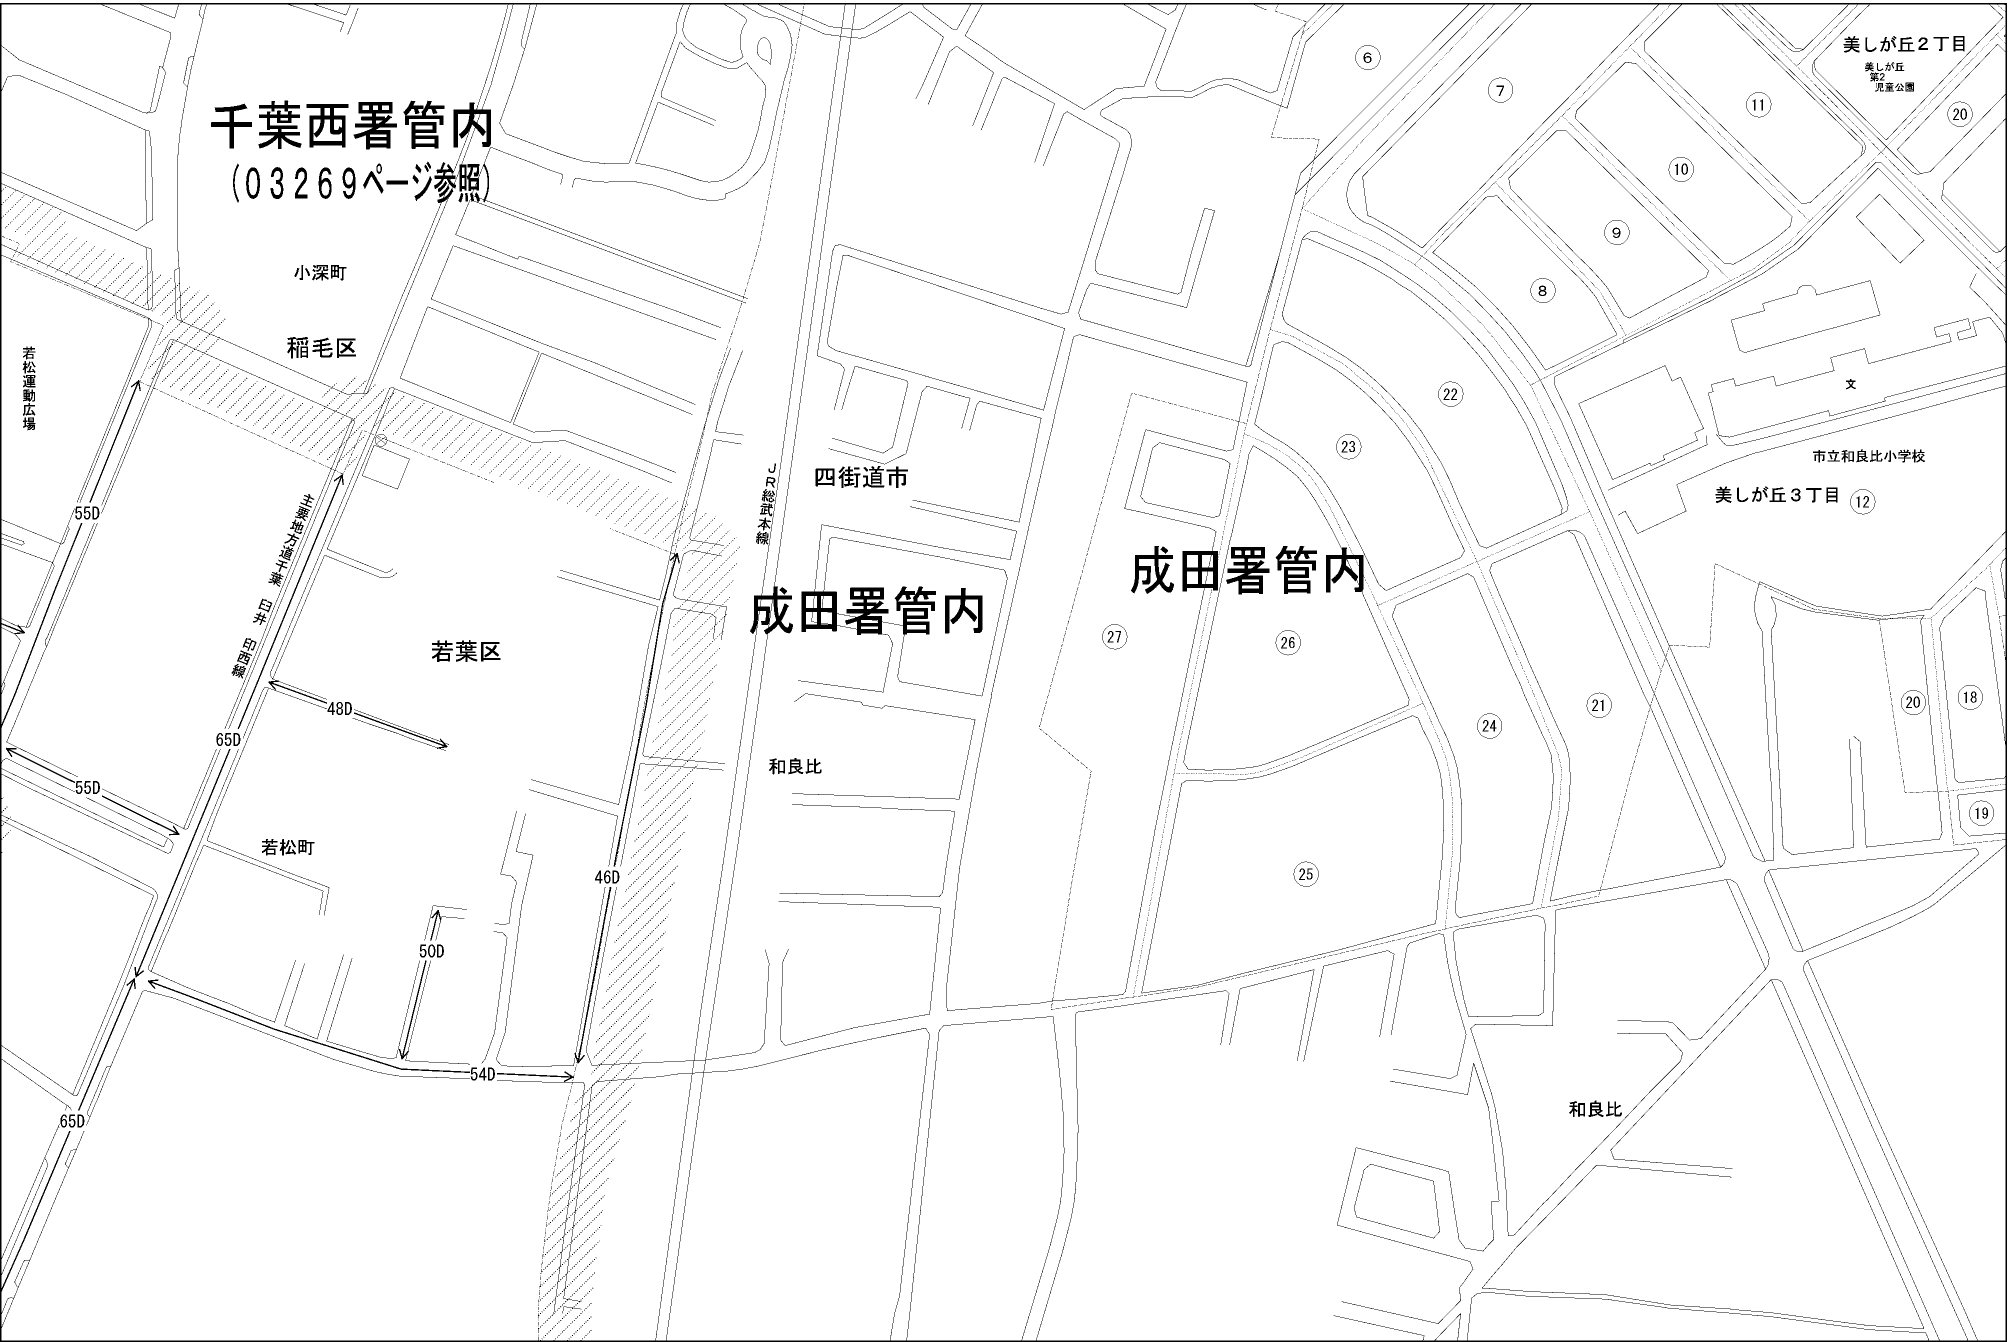 千葉西署管内
(０３２６９ページ参照)
小深町
稲毛区
若松運動広場
主要地方道千葉　臼井　印西線
若葉区
若松町
55D
55D
65D
65D
48D
50D
54D
46D
ＪＲ総武本線
四街道市
成田署管内
和良比
成田署管内
美しが丘２丁目
美しが丘
第2
児童公園
6
7
8
9
10
11
20
22
23
文
市立和良比小学校
美しが丘３丁目
12
27
26
24
21
20
18
19
25
和良比